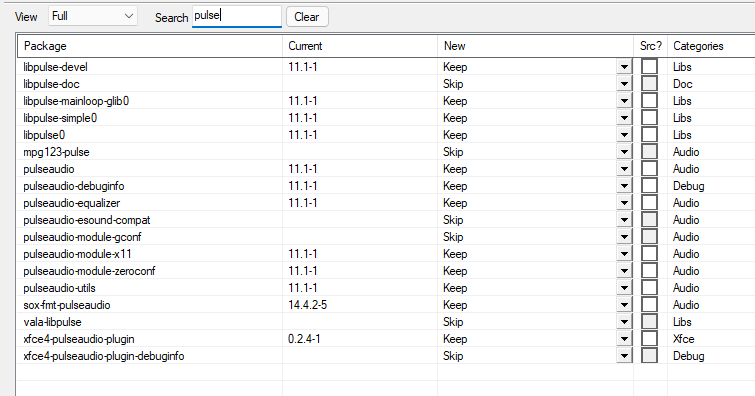 View Full Search pulse Clear
Package Current New Src? Categories
libpulse-devel 11.1-1 Keep Libs
libpulse-doc Skip Doc
libpulse-mainloop-glib0 11.1-1 Keep Libs
libpulse-simple0 11.1-1 Keep Libs
libpulse0 11.1-1 Keep Libs
mpg123-pulse Skip Audio
pulseaudio 11.1-1 Keep Audio
pulseaudio-debuginfo 11.1-1 Keep Debug
pulseaudio-equalizer 11.1-1 Keep Audio
pulseaudio-esound-compat Skip Audio
pulseaudio-module-gconf Skip Audio
pulseaudio-module-x11 11.1-1 Keep Audio
pulseaudio-module-zeroconf 11.1-1 Keep Audio
pulseaudio-utils 11.1-1 Keep Audio
sox-fmt-pulseaudio 14.4.2-5 Keep Audio
vala-libpulse Skip Libs
xfce4-pulseaudio-plugin 0.2.4-1 Keep Xfce
xfce4-pulseaudio-plugin-debuginfo Skip Debug